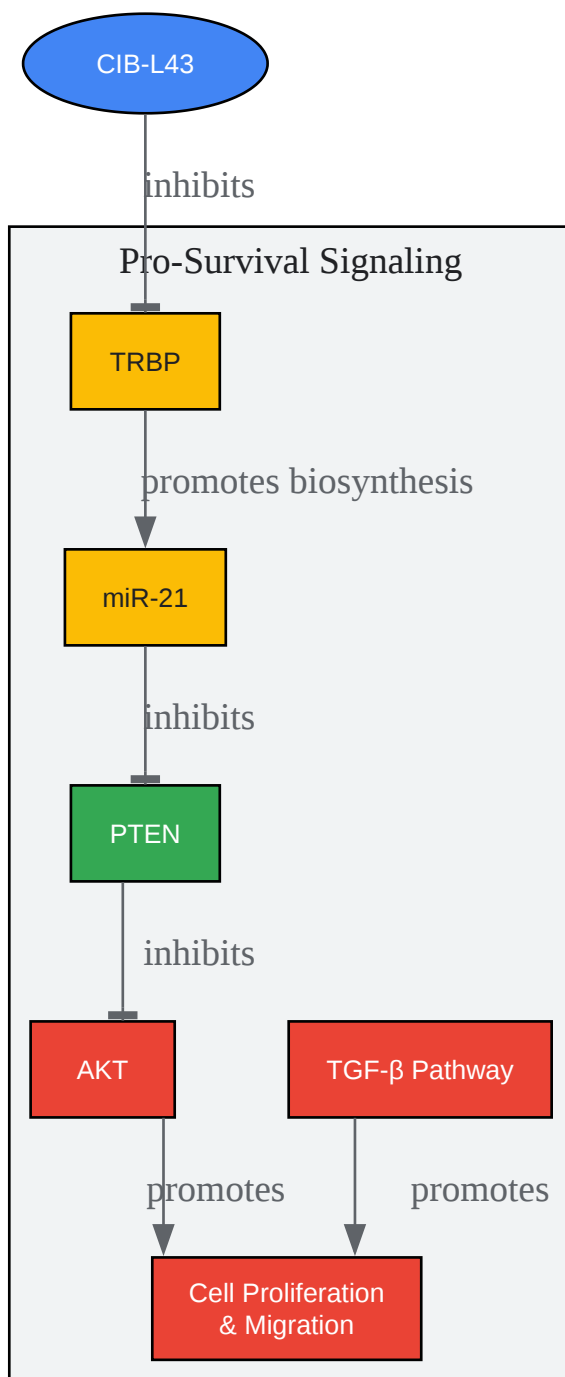 CIB-L43
inhibits
Pro-Survival Signaling
TRBP
promotes biosynthesis
miR-21
inhibits
PTEN
inhibits
AKT
TGF-β Pathway
promotes
promotes
Cell Proliferation
& Migration